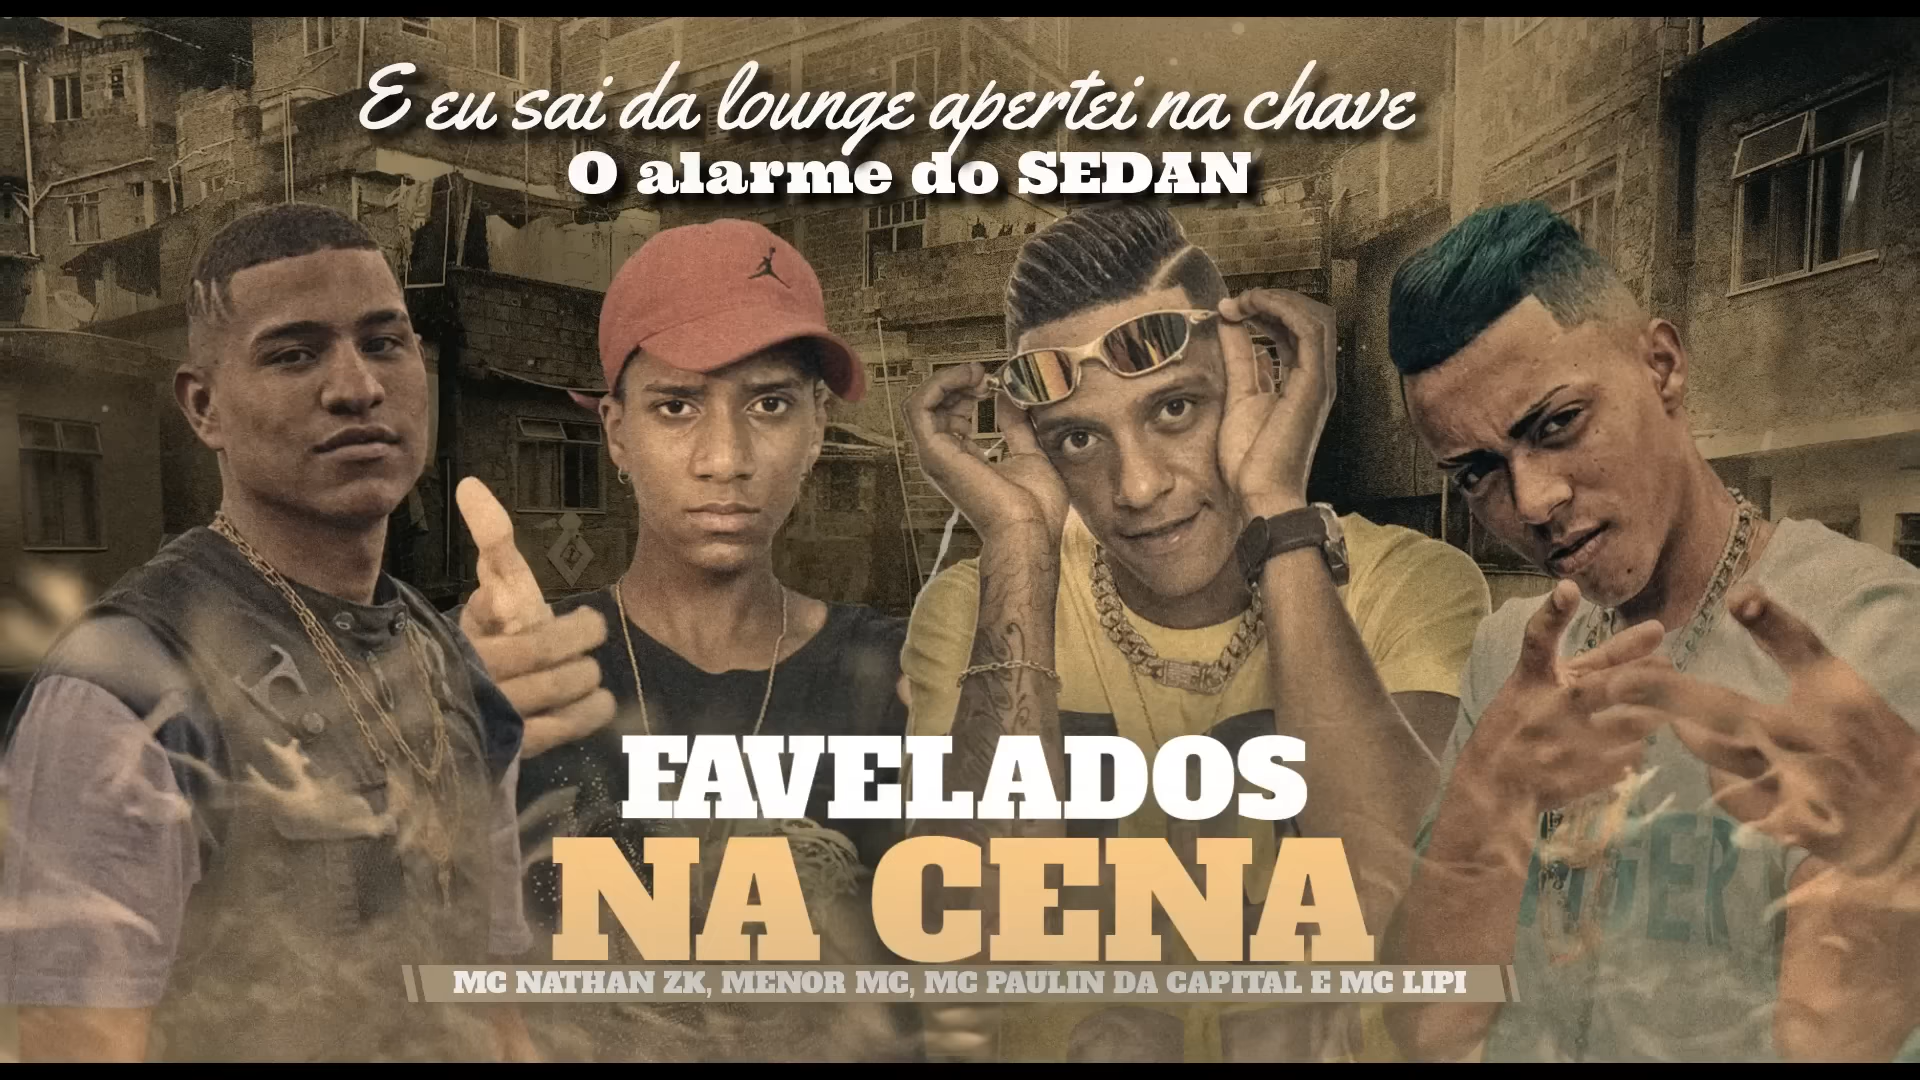 E eu sai da lounge apertei na chave
O alarme do SEDAN
FAVELADOS
NA CENA
MC NATHAN ZK, MENOR MC, MC PAULIN DA CAPITAL E MC LIPI